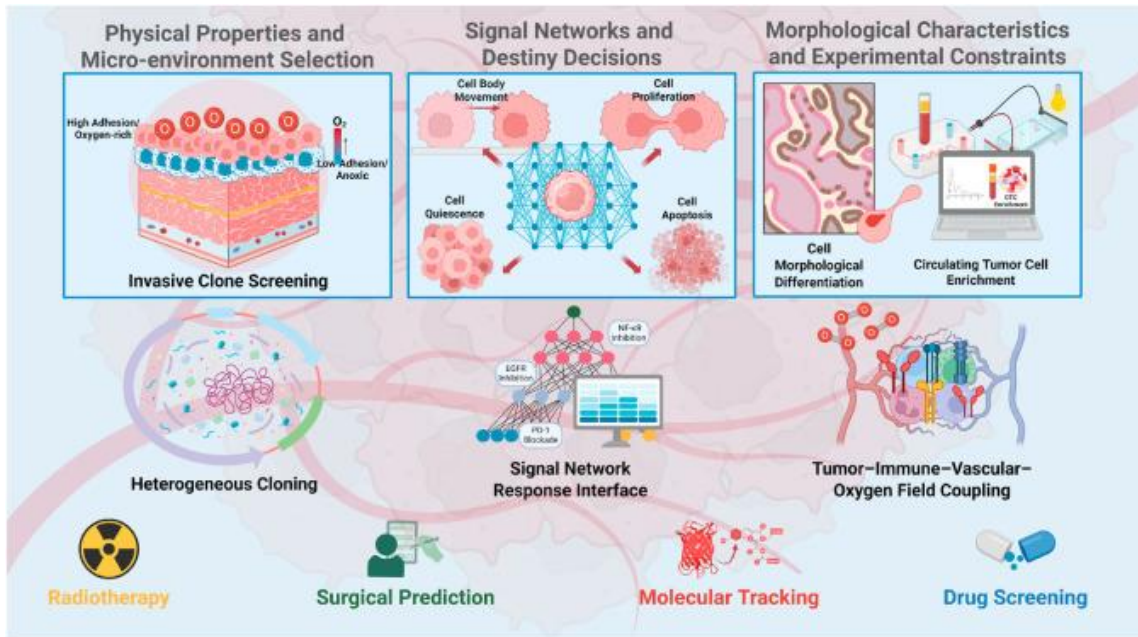 Physical Properties and
Micro-environment Selection
High Adhesion/
Oxygen-rich
O₂
Low Adhesion/
Anoxic
Invasive Clone Screening
Signal Networks and
Destiny Decisions
Cell Body
Movement
Cell
Proliferation
Cell
Quiescence
Cell
Apoptosis
Morphological Characteristics
and Experimental Constraints
Cell
Morphological
Differentiation
CTC
Enrichment
Circulating Tumor Cell
Enrichment
Heterogeneous Cloning
NF-κB
Inhibition
EGFR
Inhibition
PD-1
Blockade
Signal Network
Response Interface
Tumor–Immune–Vascular–
Oxygen Field Coupling
Radiotherapy
Surgical Prediction
Molecular Tracking
Drug Screening